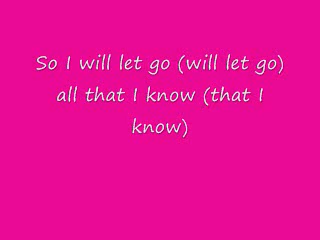 So I will let go (will let go)
all that I know (that I
know)